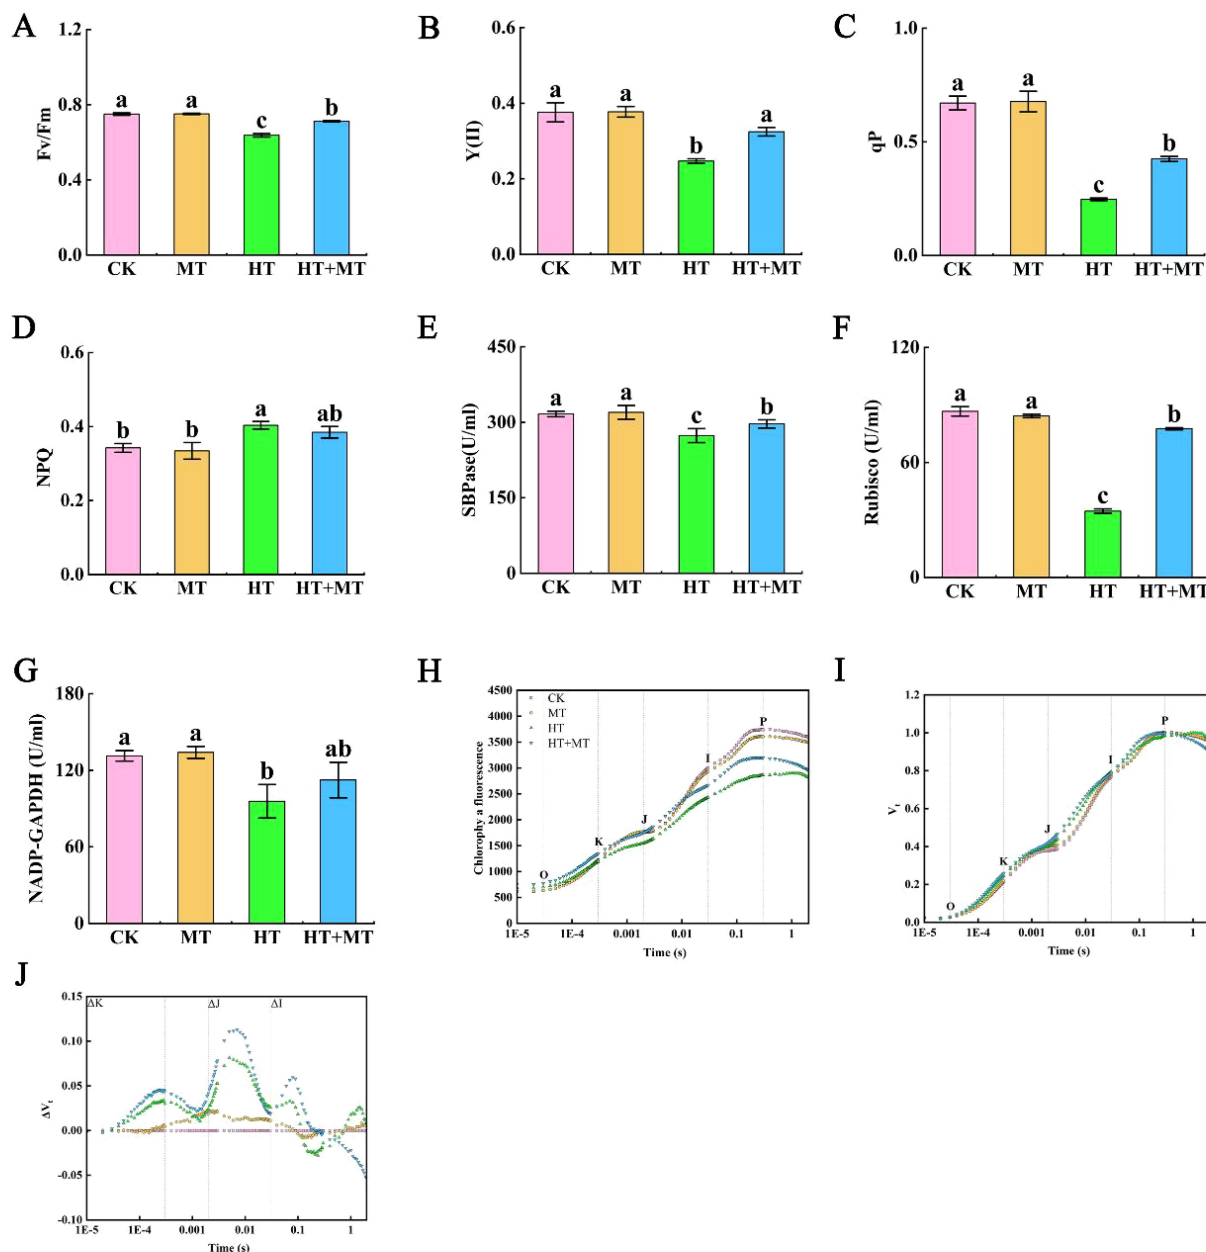 A
1.2
0.8
0.4
0.0
Fv/Fm
a
a
c
b
CK
MT
HT
HT+MT
B
0.6
0.4
0.2
0.0
Y(II)
a
a
b
a
CK
MT
HT
HT+MT
C
1.0
0.5
0.0
qP
a
a
c
b
CK
MT
HT
HT+MT
D
0.6
0.4
0.2
0.0
NPQ
b
b
a
ab
CK
MT
HT
HT+MT
E
450
300
150
0
SBPase(U/ml)
a
a
c
b
CK
MT
HT
HT+MT
F
120
60
0
Rubisco (U/ml)
a
a
c
b
CK
MT
HT
HT+MT
G
180
120
60
0
NADP-GAPDH (U/ml)
a
a
b
ab
CK
MT
HT
HT+MT
H
4500
4000
3500
3000
2500
2000
1500
1000
500
0
Chlorophy a fluorescence
CK
MT
HT
HT+MT
O
K
J
I
P
1E-5
1E-4
0.001
0.01
0.1
1
Time (s)
I
1.2
1.0
0.8
0.6
0.4
0.2
0.0
Vt
O
K
J
I
P
1E-5
1E-4
0.001
0.01
0.1
1
Time (s)
J
0.15
0.10
0.05
0.00
-0.05
-0.10
ΔVt
ΔK
ΔJ
ΔI
1E-5
1E-4
0.001
0.01
0.1
1
Time (s)